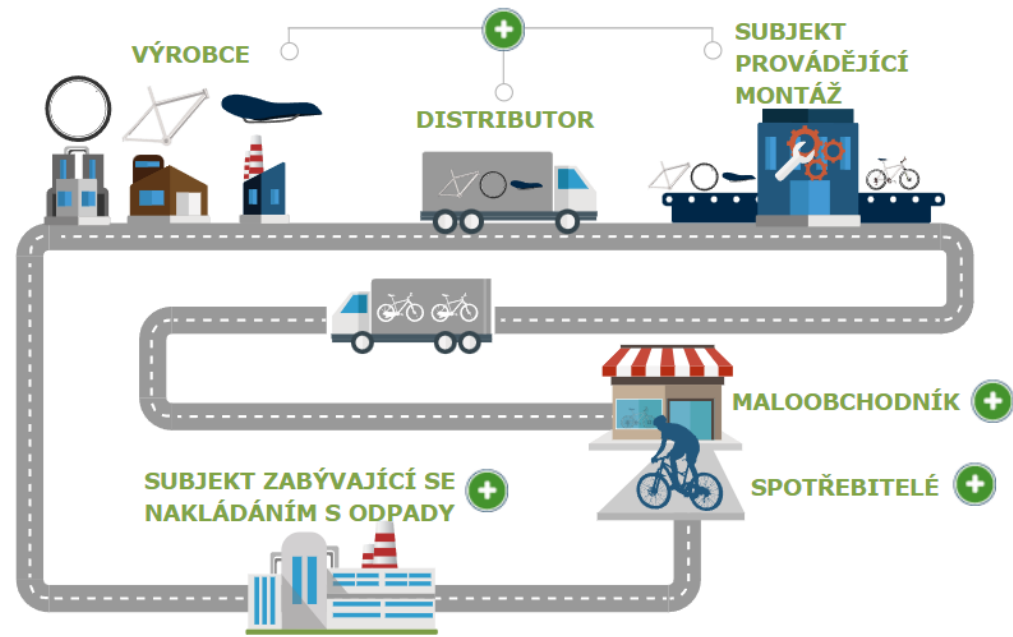 VÝROBCE
DISTRIBUTOR
SUBJEKT
PROVÁDĚJÍCÍ
MONTÁŽ
MALOOBCHODNÍK
SPOTŘEBITELÉ
SUBJEKT ZABÝVAJÍCÍ SE
NAKLÁDÁNÍM S ODPADY